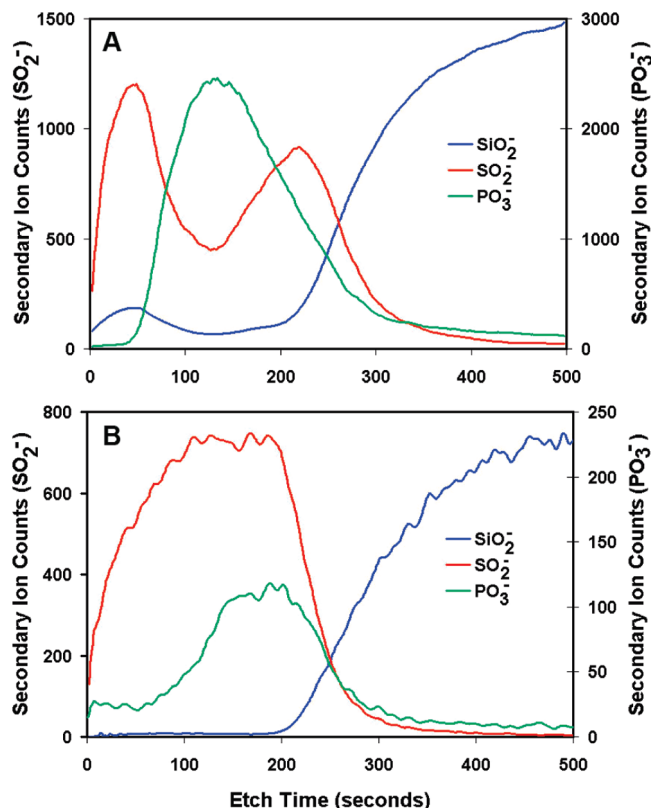 A
Secondary Ion Counts (SO₂⁻)
1500
1000
500
0
Secondary Ion Counts (PO₃⁻)
3000
2000
1000
0
SiO₂⁻
SO₂⁻
PO₃⁻
0 100 200 300 400 500
B
Secondary Ion Counts (SO₂⁻)
800
600
400
200
0
Secondary Ion Counts (PO₃⁻)
250
200
150
100
50
0
SiO₂⁻
SO₂⁻
PO₃⁻
0 100 200 300 400 500
Etch Time (seconds)